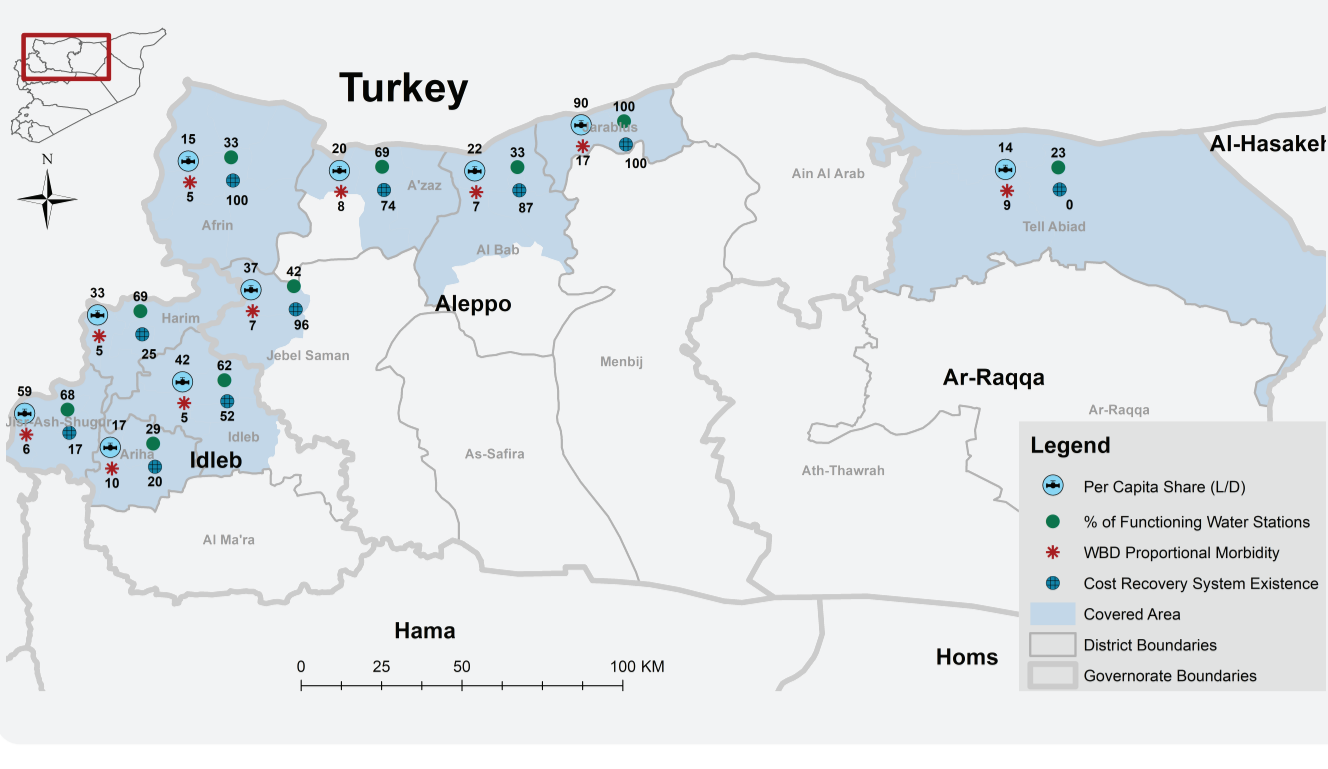 Turkey
N
Al-Hasakeh
15
33
5
100
Afrin
20
69
8
74
A'zaz
22
33
7
87
Al Bab
90
100
Jarablus
17
100
Ain Al Arab
14
23
9
0
Tell Abiad
37
42
7
96
Jebel Saman
33
69
Harim
5
25
42
62
5
52
Idleb
59
68
Jisr-Ash-Shugur
6
17
17
29
Ariha
10
20
Idleb
Aleppo
Menbij
As-Safira
Al Ma'ra
Ar-Raqqa
Ar-Raqqa
Ath-Thawrah
Hama
Homs
0 25 50 100 KM
Legend
Per Capita Share (L/D)
% of Functioning Water Stations
WBD Proportional Morbidity
Cost Recovery System Existence
Covered Area
District Boundaries
Governorate Boundaries